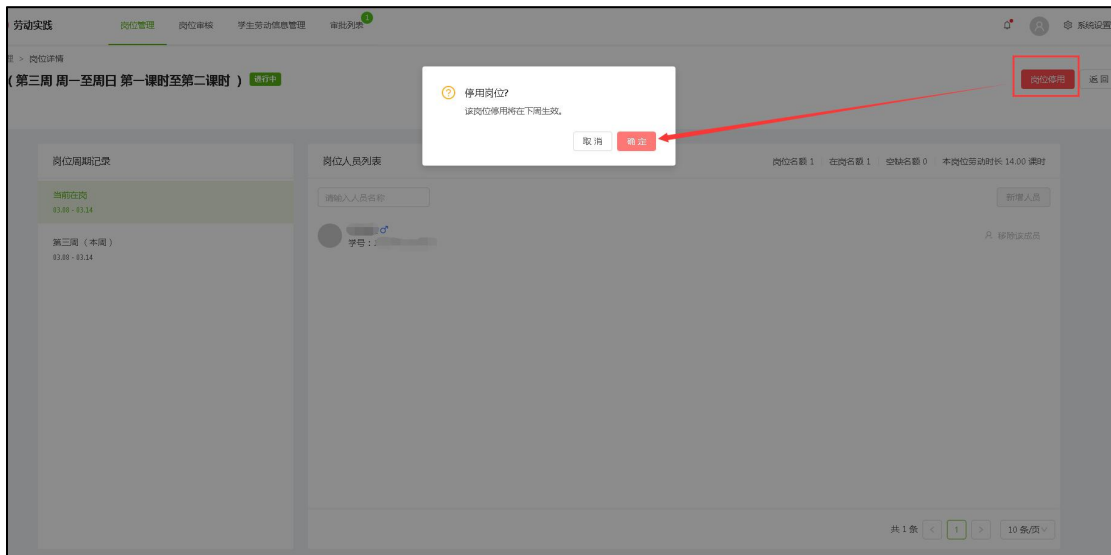 劳动实践 岗位管理 岗位审核 学生劳动信息管理 审批列表 1 系统设置
> 岗位详情
( 第三周 周一至周日 第一课时至第二课时 ) 进行中 岗位停用 返回
停用岗位?
该岗位停用将在下周生效。
取消 确定
岗位周期记录 岗位人员列表 岗位名额 1 在岗名额 1 空缺名额 0 本岗位劳动时长 14.00 课时
当前在岗 请输入人员名称 新增人员
03.08 - 03.14
♂
第三周 (本周) 学号: 移除该成员
03.08 - 03.14
共 1 条 < 1 > 10 条/页